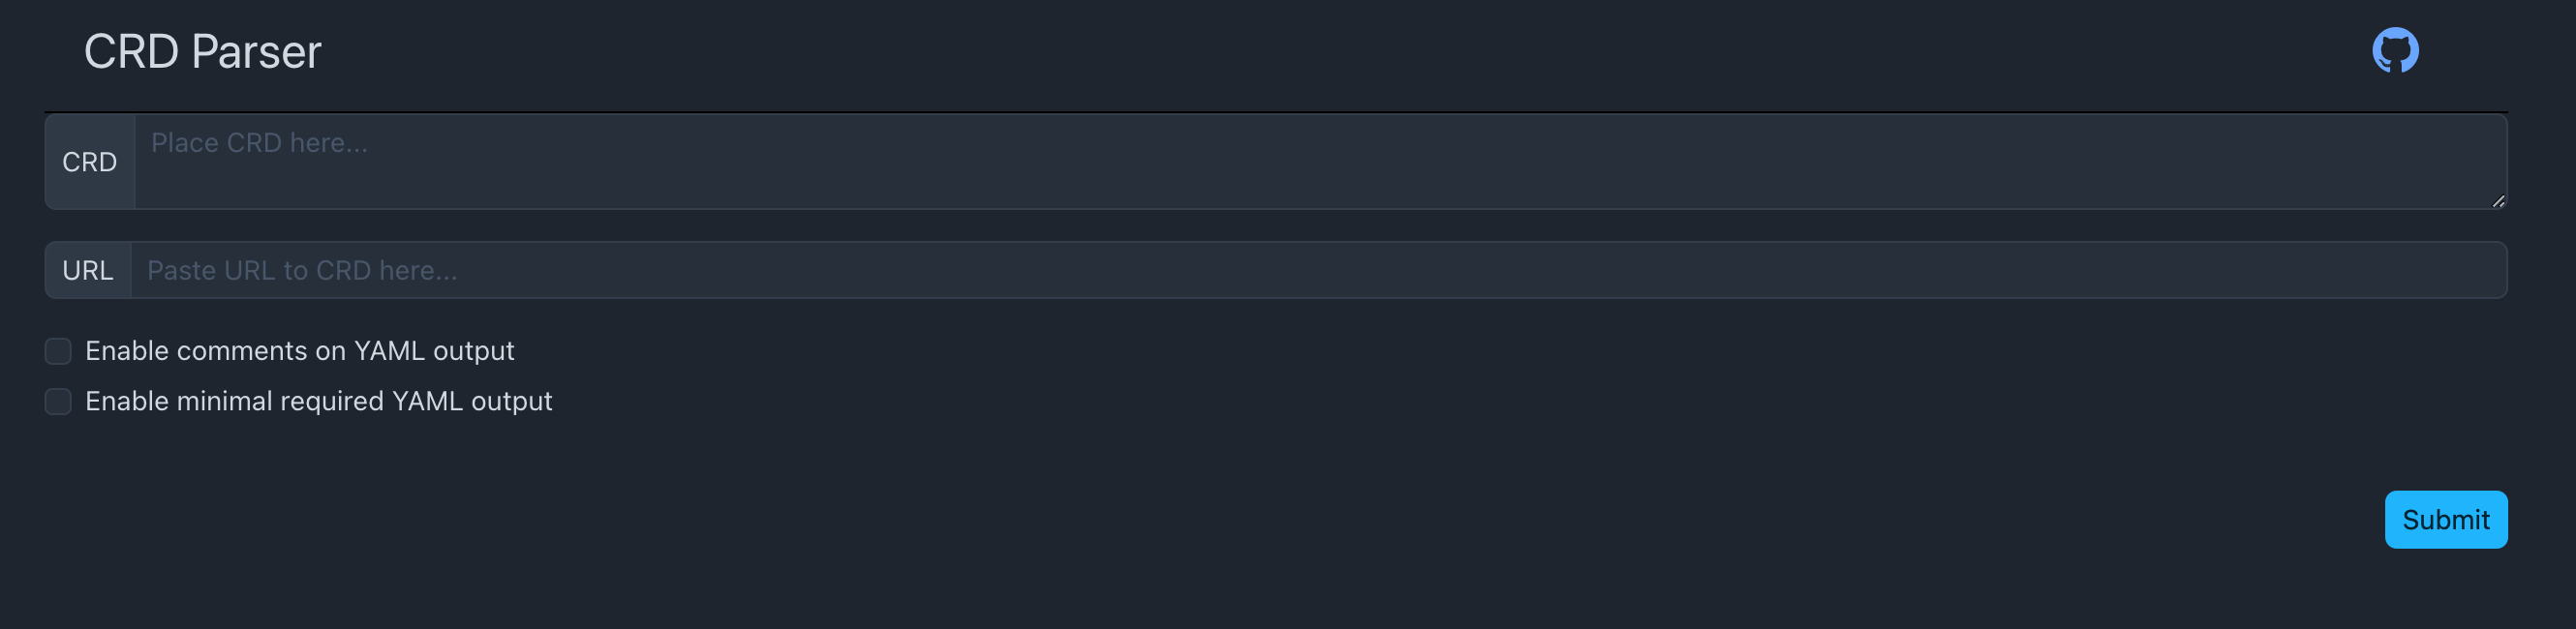 CRD Parser
CRD
Place CRD here...
URL
Paste URL to CRD here...
Enable comments on YAML output
Enable minimal required YAML output
Submit